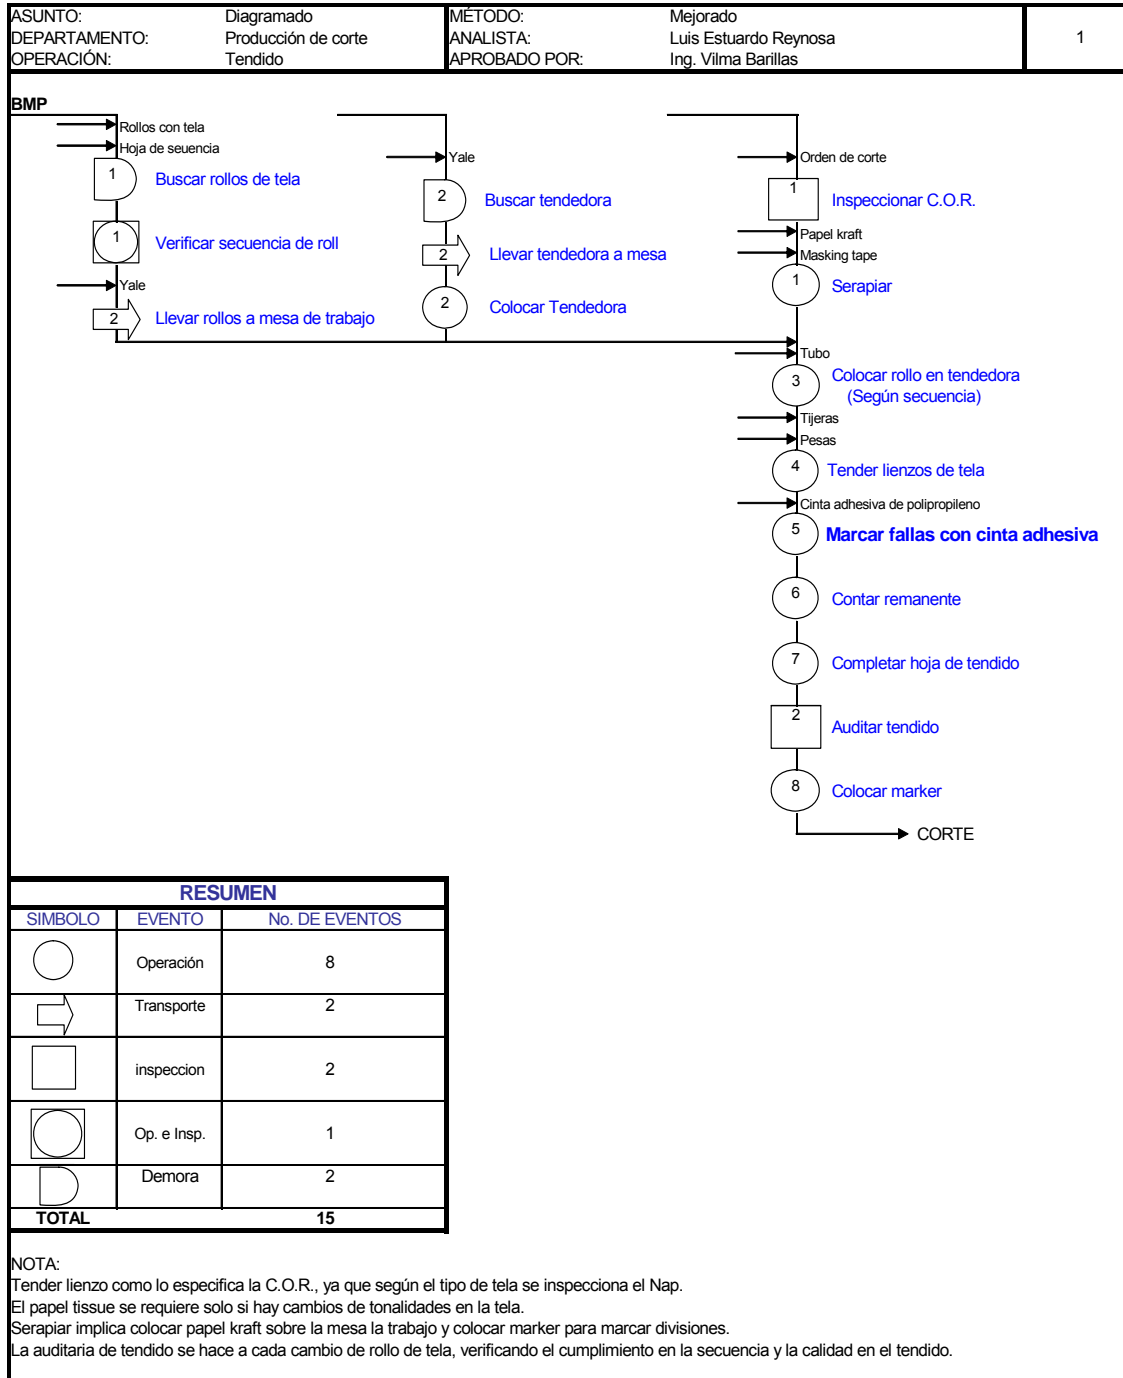 ASUNTO: Diagramado MÉTODO: Mejorado
DEPARTAMENTO: Producción de corte ANALISTA: Luis Estuardo Reynosa 1
OPERACIÓN: Tendido APROBADO POR: Ing. Vilma Barillas
BMP
Rollos con tela
Hoja de seuencia
1 Buscar rollos de tela
1 Verificar secuencia de roll
Yale
2 Llevar rollos a mesa de trabajo
Yale
2 Buscar tendedora
2 Llevar tendedora a mesa
2 Colocar Tendedora
Orden de corte
1 Inspeccionar C.O.R.
Papel kraft
Masking tape
1 Serapiar
Tubo
3 Colocar rollo en tendedora
(Según secuencia)
Tijeras
Pesas
4 Tender lienzos de tela
Cinta adhesiva de polipropileno
5 Marcar fallas con cinta adhesiva
6 Contar remanente
7 Completar hoja de tendido
2 Auditar tendido
8 Colocar marker
CORTE
RESUMEN
SIMBOLO EVENTO No. DE EVENTOS
Operación 8
Transporte 2
inspeccion 2
Op. e Insp. 1
Demora 2
TOTAL 15
NOTA:
Tender lienzo como lo especifica la C.O.R., ya que según el tipo de tela se inspecciona el Nap.
El papel tissue se requiere solo si hay cambios de tonalidades en la tela.
Serapiar implica colocar papel kraft sobre la mesa la trabajo y colocar marker para marcar divisiones.
La auditaria de tendido se hace a cada cambio de rollo de tela, verificando el cumplimiento en la secuencia y la calidad en el tendido.